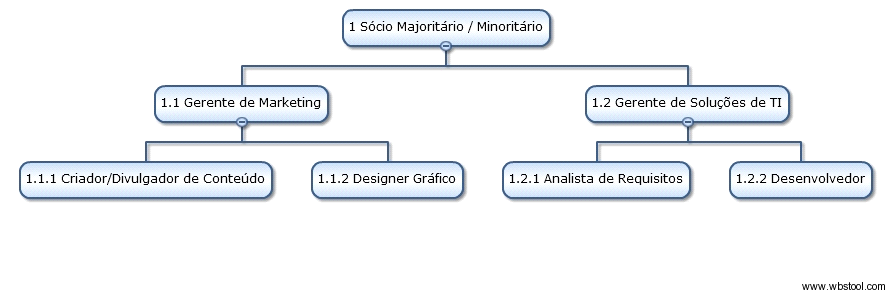 1 Sócio Majoritário / Minoritário
1.1 Gerente de Marketing
1.2 Gerente de Soluções de TI
1.1.1 Criador/Divulgador de Conteúdo
1.1.2 Designer Gráfico
1.2.1 Analista de Requisitos
1.2.2 Desenvolvedor
www.wbstool.com